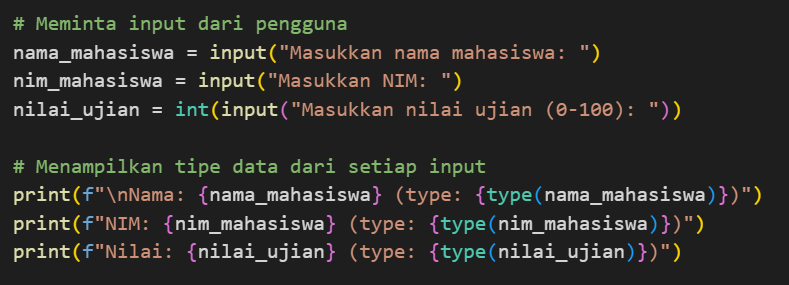 # Meminta input dari pengguna
nama_mahasiswa = input("Masukkan nama mahasiswa: ")
nim_mahasiswa = input("Masukkan NIM: ")
nilai_ujian = int(input("Masukkan nilai ujian (0-100): "))

# Menampilkan tipe data dari setiap input
print(f"\nNama: {nama_mahasiswa} (type: {type(nama_mahasiswa)})")
print(f"NIM: {nim_mahasiswa} (type: {type(nim_mahasiswa)})")
print(f"Nilai: {nilai_ujian} (type: {type(nilai_ujian)})")